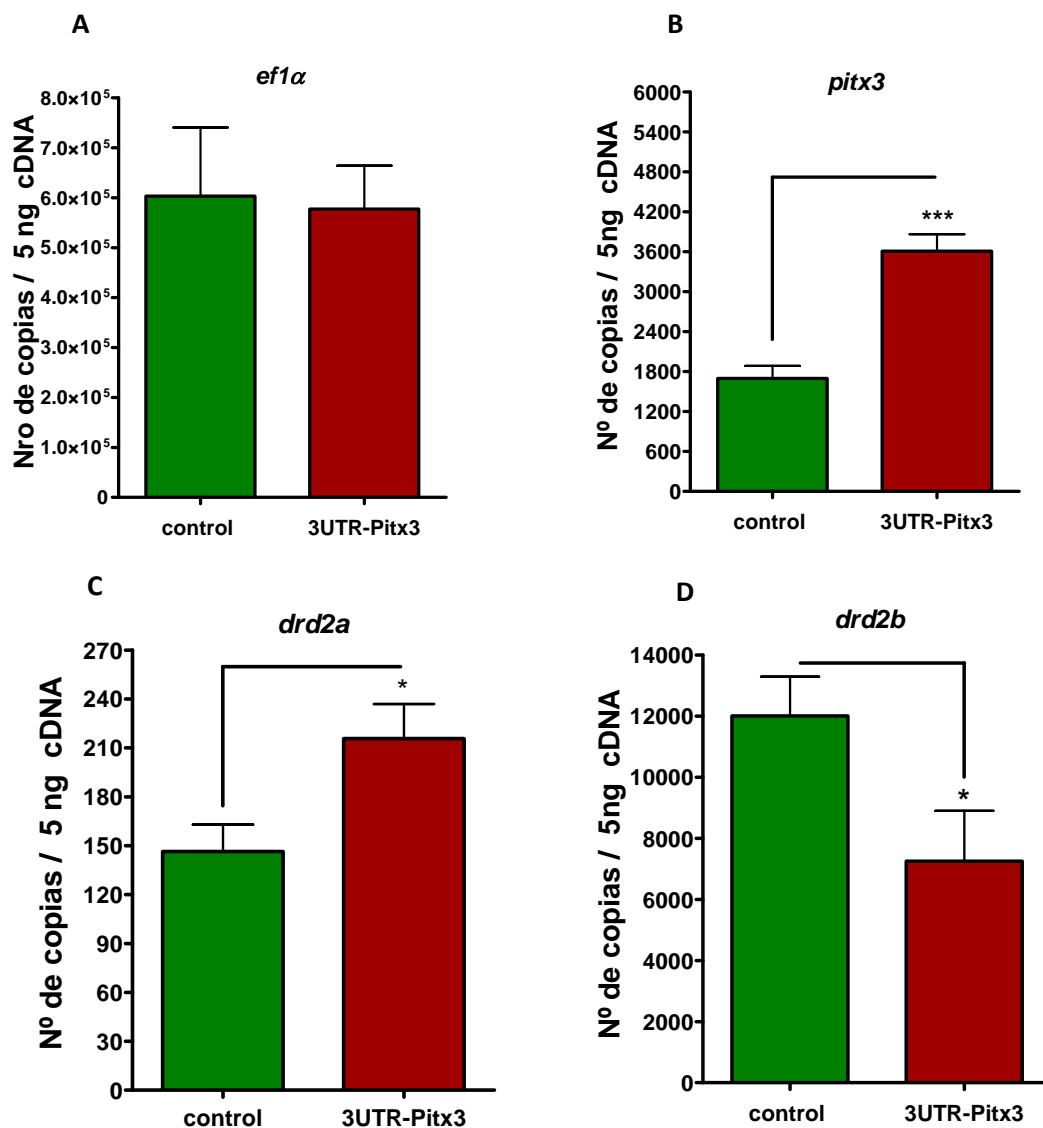 A
ef1α
Nro de copias / 5 ng cDNA
8.0×10⁵
7.0×10⁵
6.0×10⁵
5.0×10⁵
4.0×10⁵
3.0×10⁵
2.0×10⁵
1.0×10⁵
0
control
3UTR-Pitx3
B
pitx3
Nº de copias / 5ng cDNA
6000
5400
4800
4200
3600
3000
2400
1800
1200
600
0
***
control
3UTR-Pitx3
C
drd2a
Nº de copias / 5 ng cDNA
270
240
210
180
150
120
90
60
30
0
*
control
3UTR-Pitx3
D
drd2b
Nº de copias / 5ng cDNA
14000
12000
10000
8000
6000
4000
2000
0
*
control
3UTR-Pitx3